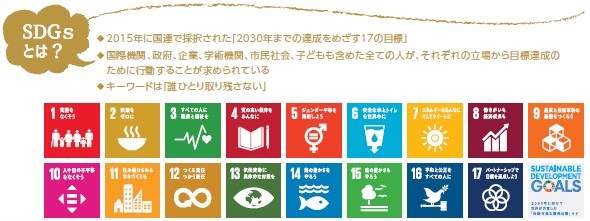 SDGs
とは？
◆2015年に国連で採択された「2030年までの達成をめざす17の目標」
◆国際機関、政府、企業、学術機関、市民社会、子どもも含めた全ての人が、それぞれの立場から目標達成の
ために行動することが求められている
◆キーワードは「誰ひとり取り残さない」
1 貧困を
なくそう
2 飢餓を
ゼロに
3 すべての人に
健康と福祉を
4 質の高い教育を
みんなに
5 ジェンダー平等を
実現しよう
6 安全な水とトイレ
を世界中に
7 エネルギーをみんなに
そしてクリーンに
8 働きがいも
経済成長も
9 産業と技術革新の
基盤をつくろう
10 人や国の不平等
をなくそう
11 住み続けられる
まちづくりを
12 つくる責任
つかう責任
13 気候変動に
具体的な対策を
14 海の豊かさを
守ろう
15 陸の豊かさも
守ろう
16 平和と公正を
すべての人に
17 パートナーシップで
目標を達成しよう
SUSTAINABLE
DEVELOPMENT
GOALS